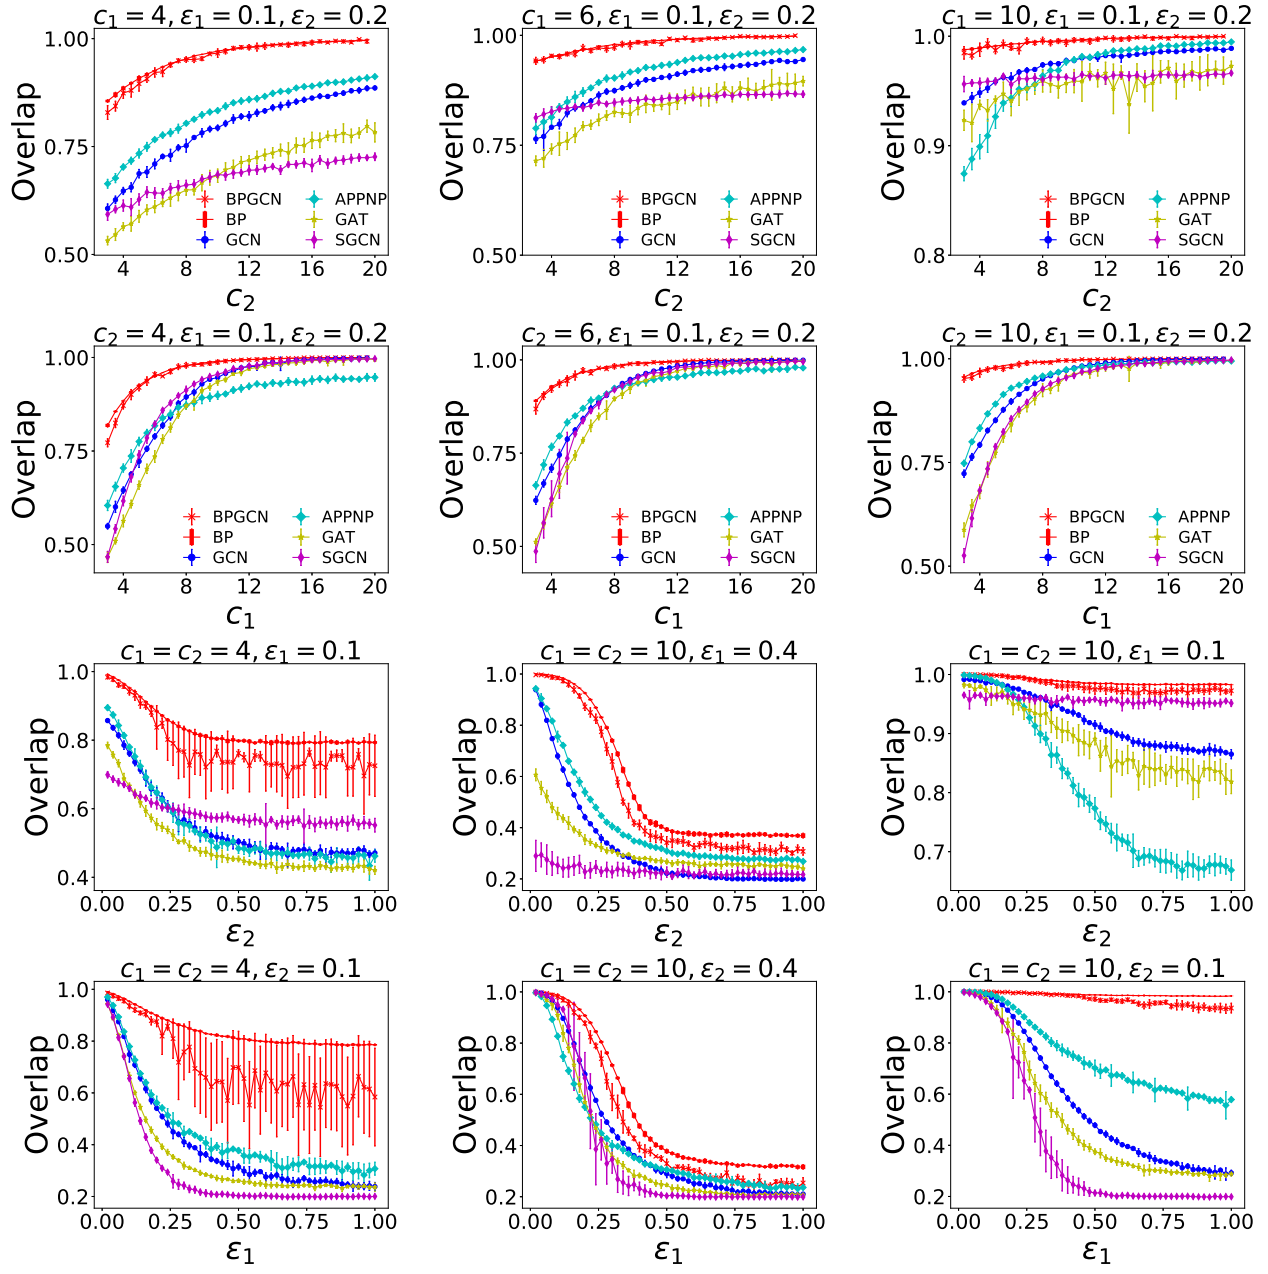 c₁ = 4, ε₁ = 0.1, ε₂ = 0.2
c₁ = 6, ε₁ = 0.1, ε₂ = 0.2
c₁ = 10, ε₁ = 0.1, ε₂ = 0.2
Overlap
1.00
0.75
0.50
BPGCN
BP
GCN
APPNP
GAT
SGCN
4 8 12 16 20
c₂
Overlap
1.00
0.75
0.50
BPGCN
BP
GCN
APPNP
GAT
SGCN
4 8 12 16 20
c₂
Overlap
1.0
0.9
0.8
BPGCN
BP
GCN
APPNP
GAT
SGCN
4 8 12 16 20
c₂
c₂ = 4, ε₁ = 0.1, ε₂ = 0.2
c₂ = 6, ε₁ = 0.1, ε₂ = 0.2
c₂ = 10, ε₁ = 0.1, ε₂ = 0.2
Overlap
1.00
0.75
0.50
BPGCN
BP
GCN
APPNP
GAT
SGCN
4 8 12 16 20
c₁
Overlap
1.00
0.75
0.50
BPGCN
BP
GCN
APPNP
GAT
SGCN
4 8 12 16 20
c₁
Overlap
1.00
0.75
0.50
BPGCN
BP
GCN
APPNP
GAT
SGCN
4 8 12 16 20
c₁
c₁ = c₂ = 4, ε₁ = 0.1
c₁ = c₂ = 10, ε₁ = 0.4
c₁ = c₂ = 10, ε₁ = 0.1
Overlap
1.0
0.8
0.6
0.4
0.00 0.25 0.50 0.75 1.00
ε₂
Overlap
1.0
0.8
0.6
0.4
0.2
0.00 0.25 0.50 0.75 1.00
ε₂
Overlap
1.0
0.9
0.8
0.7
0.00 0.25 0.50 0.75 1.00
ε₂
c₁ = c₂ = 4, ε₂ = 0.1
c₁ = c₂ = 10, ε₂ = 0.4
c₁ = c₂ = 10, ε₂ = 0.1
Overlap
1.0
0.8
0.6
0.4
0.2
0.00 0.25 0.50 0.75 1.00
ε₁
Overlap
1.0
0.8
0.6
0.4
0.2
0.00 0.25 0.50 0.75 1.00
ε₁
Overlap
1.0
0.8
0.6
0.4
0.2
0.00 0.25 0.50 0.75 1.00
ε₁